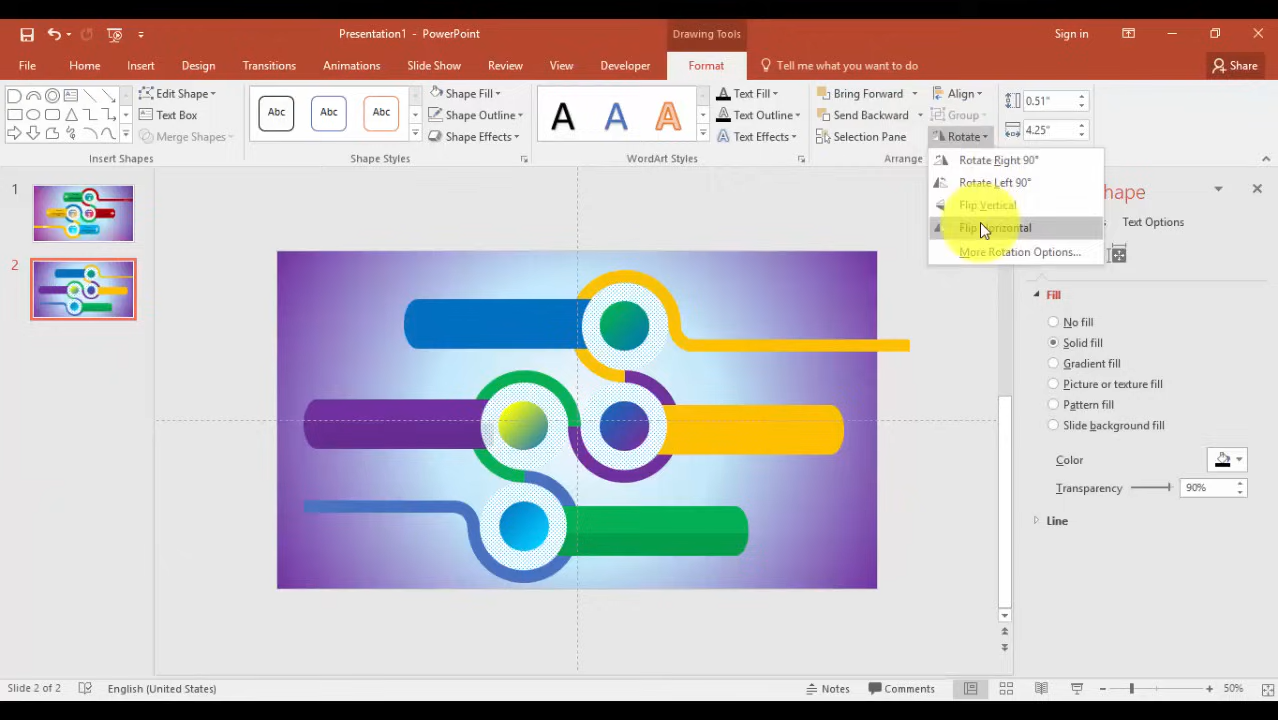 Presentation1 - PowerPoint
Drawing Tools
Sign in
File
Home
Insert
Design
Transitions
Animations
Slide Show
Review
View
Developer
Format
Tell me what you want to do
Share
Edit Shape
Text Box
Merge Shapes
Insert Shapes
Abc
Abc
Abc
Shape Fill
Shape Outline
Shape Effects
Shape Styles
A
A
A
Text Fill
Text Outline
Text Effects
WordArt Styles
Bring Forward
Send Backward
Selection Pane
Align
Group
Rotate
Arrange
0.51"
4.25"
Rotate Right 90°
Rotate Left 90°
Flip Vertical
Flip Horizontal
More Rotation Options...
Shape
Text Options
Fill
No fill
Solid fill
Gradient fill
Picture or texture fill
Pattern fill
Slide background fill
Color
Transparency
90%
Line
1
2
Slide 2 of 2
English (United States)
Notes
Comments
50%